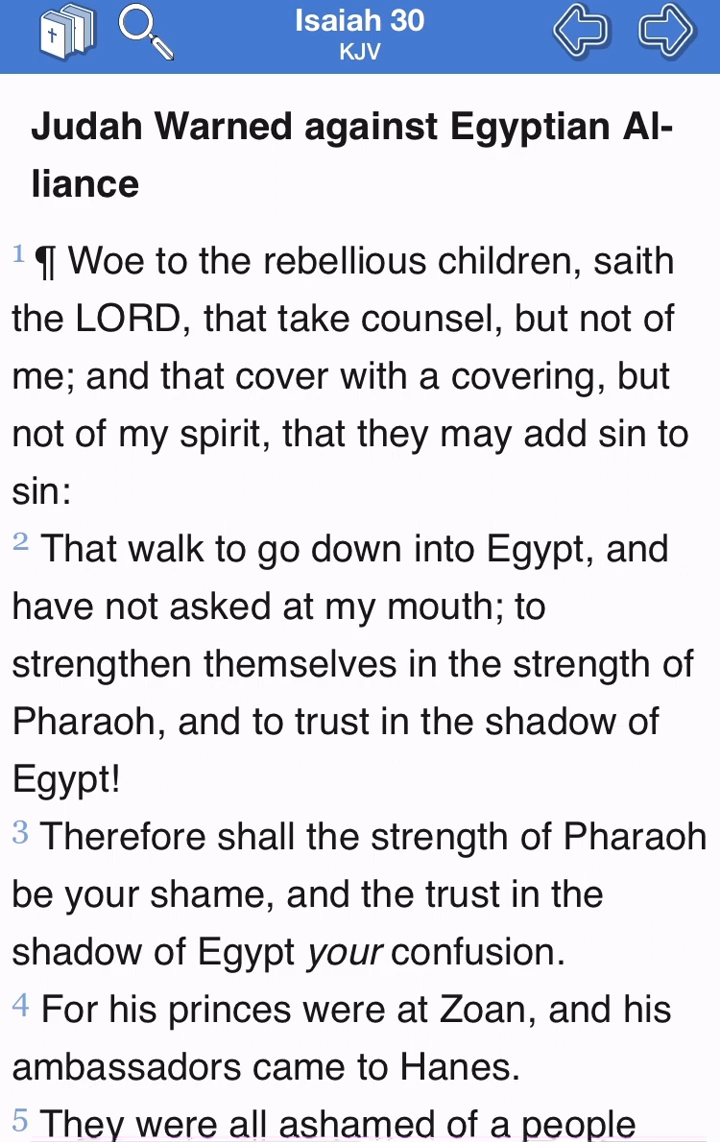 Isaiah 30
KJV
Judah Warned against Egyptian Al-
liance
1 ¶ Woe to the rebellious children, saith
the LORD, that take counsel, but not of
me; and that cover with a covering, but
not of my spirit, that they may add sin to
sin:
2 That walk to go down into Egypt, and
have not asked at my mouth; to
strengthen themselves in the strength of
Pharaoh, and to trust in the shadow of
Egypt!
3 Therefore shall the strength of Pharaoh
be your shame, and the trust in the
shadow of Egypt your confusion.
4 For his princes were at Zoan, and his
ambassadors came to Hanes.
5 They were all ashamed of a people